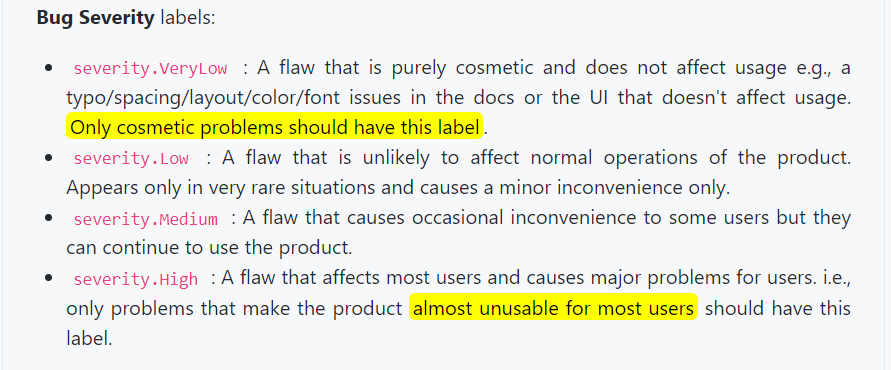 Bug Severity labels:
severity.VeryLow : A flaw that is purely cosmetic and does not affect usage e.g., a
typo/spacing/layout/color/font issues in the docs or the UI that doesn't affect usage.
Only cosmetic problems should have this label.
severity.Low : A flaw that is unlikely to affect normal operations of the product.
Appears only in very rare situations and causes a minor inconvenience only.
severity.Medium : A flaw that causes occasional inconvenience to some users but they
can continue to use the product.
severity.High : A flaw that affects most users and causes major problems for users. i.e.,
only problems that make the product almost unusable for most users should have this
label.